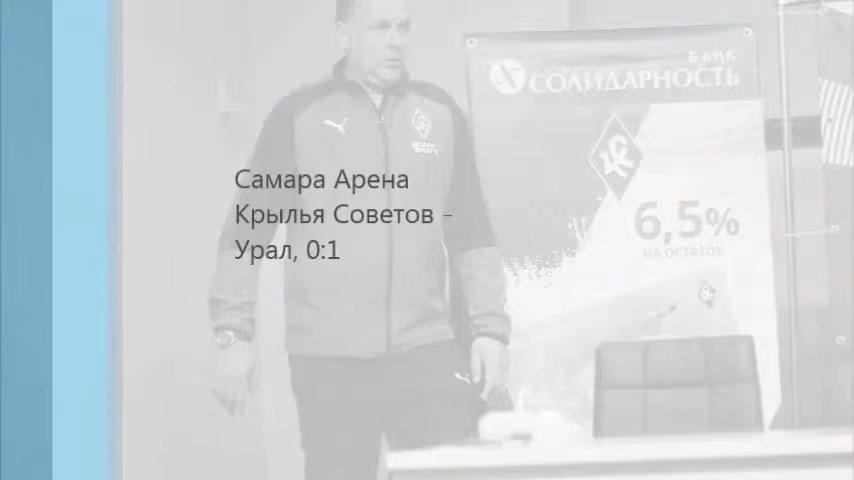 Банк
СОЛИДАРНОСТЬ
Самара Арена
Крылья Советов -
Урал, 0:1
6,5%
НА ОСТАТОК